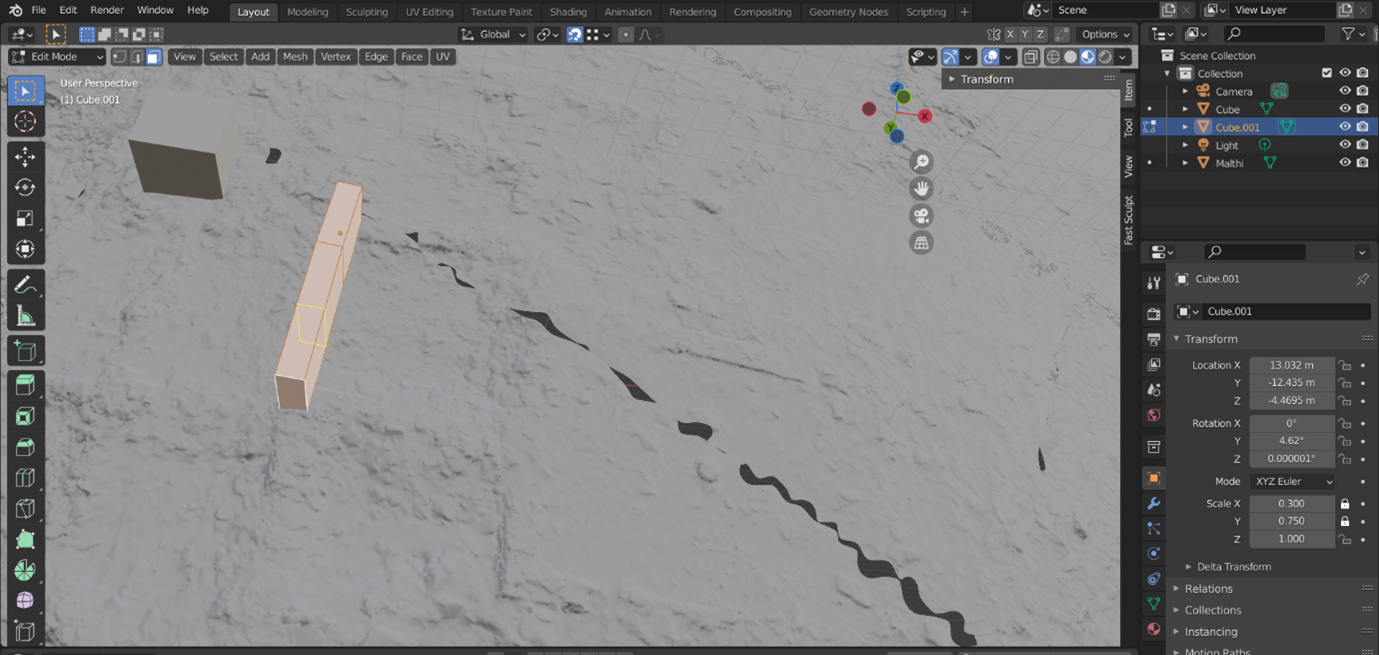 File Edit Render Window Help Layout Modeling Sculpting UV Editing Texture Paint Shading Animation Rendering Compositing Geometry Nodes Scripting + Scene View Layer
Global X Y Z Options
Edit Mode View Select Add Mesh Vertex Edge Face UV
Transform
User Perspective
(1) Cube.001
Z
X
Y
Item
Tool
View
Fast Sculpt
Scene Collection
Collection
Camera
Cube
Cube.001
Light
Malthi
Cube.001
Cube.001
Transform
Location X 13.032 m
Y -12.435 m
Z -4.4695 m
Rotation X 0°
Y 4.62°
Z 0.000001°
Mode XYZ Euler
Scale X 0.300
Y 0.750
Z 1.000
Delta Transform
Relations
Collections
Instancing
Motion Paths